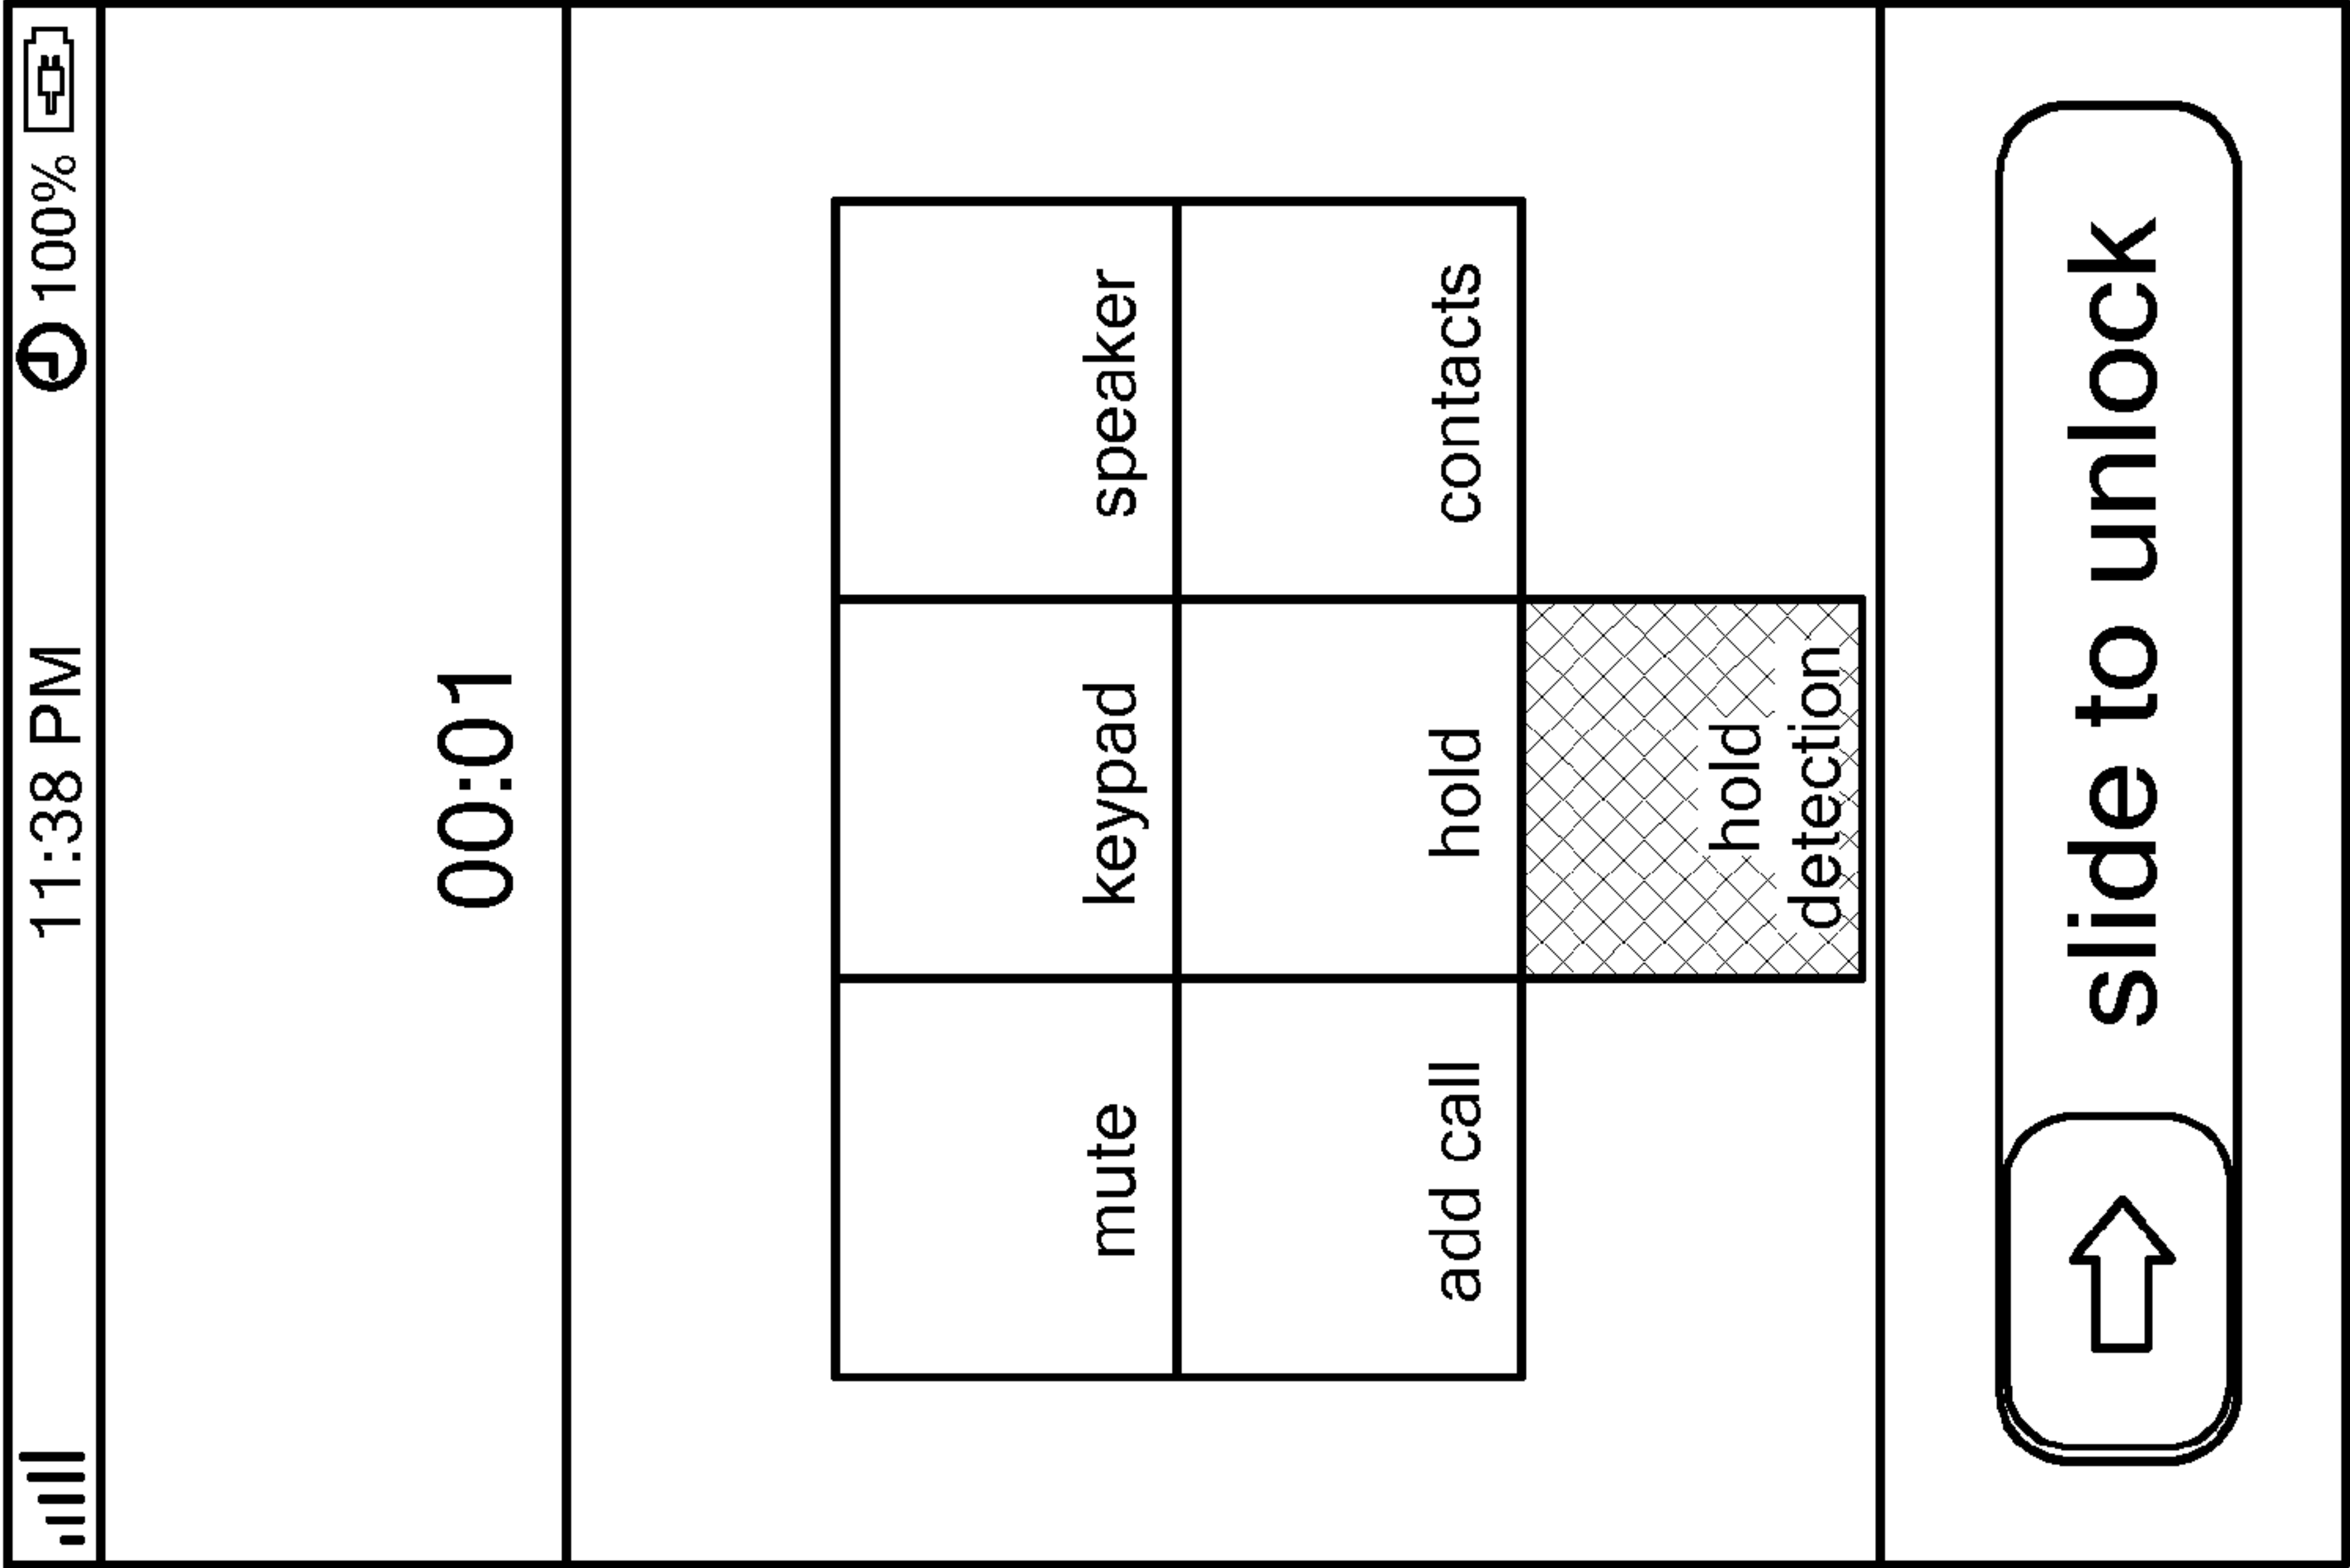 11:38 PM 100%
00:01
mute keypad speaker
add call hold contacts
hold
detection
slide to unlock